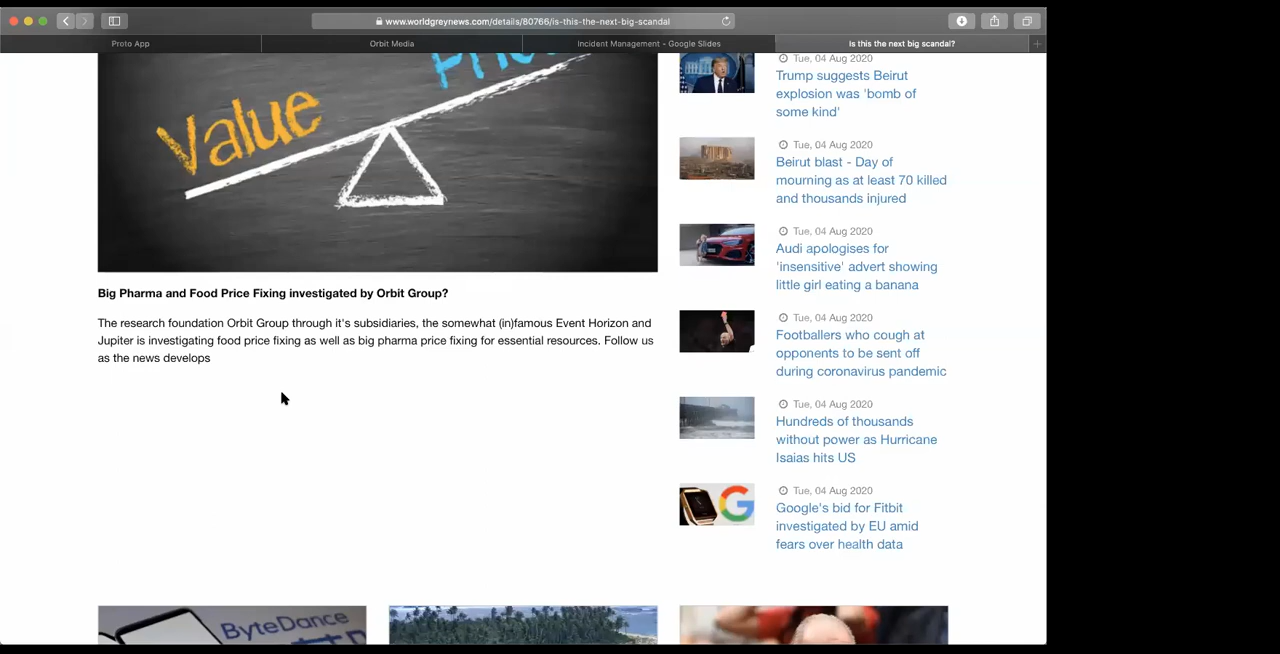 www.worldgreynews.com/details/80766/is-this-the-next-big-scandal
Proto App
Orbit Media
Incident Management - Google Slides
Is this the next big scandal?
Value
Price
Big Pharma and Food Price Fixing investigated by Orbit Group?
The research foundation Orbit Group through it's subsidiaries, the somewhat (in)famous Event Horizon and
Jupiter is investigating food price fixing as well as big pharma price fixing for essential resources. Follow us
as the news develops
Tue, 04 Aug 2020
Trump suggests Beirut
explosion was 'bomb of
some kind'
Tue, 04 Aug 2020
Beirut blast - Day of
mourning as at least 70 killed
and thousands injured
Tue, 04 Aug 2020
Audi apologises for
'insensitive' advert showing
little girl eating a banana
Tue, 04 Aug 2020
Footballers who cough at
opponents to be sent off
during coronavirus pandemic
Tue, 04 Aug 2020
Hundreds of thousands
without power as Hurricane
Isaias hits US
Tue, 04 Aug 2020
Google's bid for Fitbit
investigated by EU amid
fears over health data
ByteDance